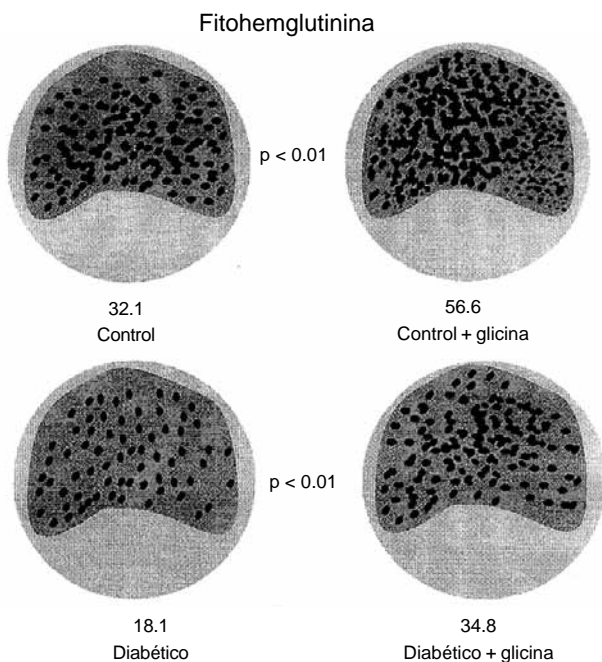 Fitohemglutinina
p < 0.01
32.1
56.6
Control
Control + glicina
p < 0.01
18.1
34.8
Diabético
Diabético + glicina